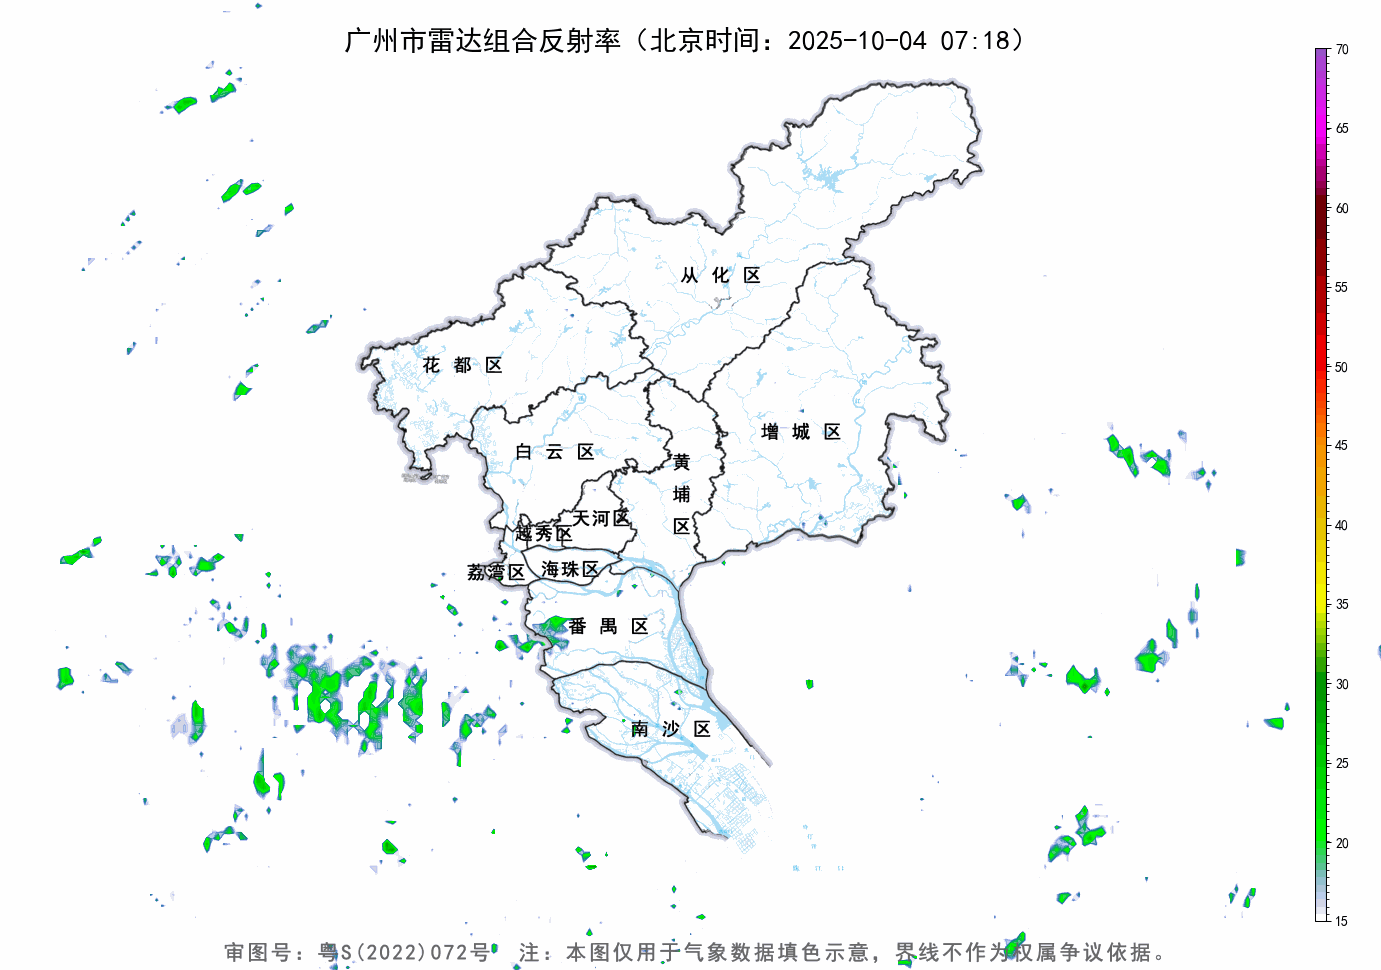 广州市雷达组合反射率（北京时间：2025-10-04 07:18）
70
65
60
55
50
45
40
35
30
25
20
15
从化区
花都区
增城区
白云区
黄埔区
天河区
越秀区
荔湾区
海珠区
番禺区
南沙区
审图号：粤S(2022)072号 注：本图仅用于气象数据填色示意，界线不作为权属争议依据。